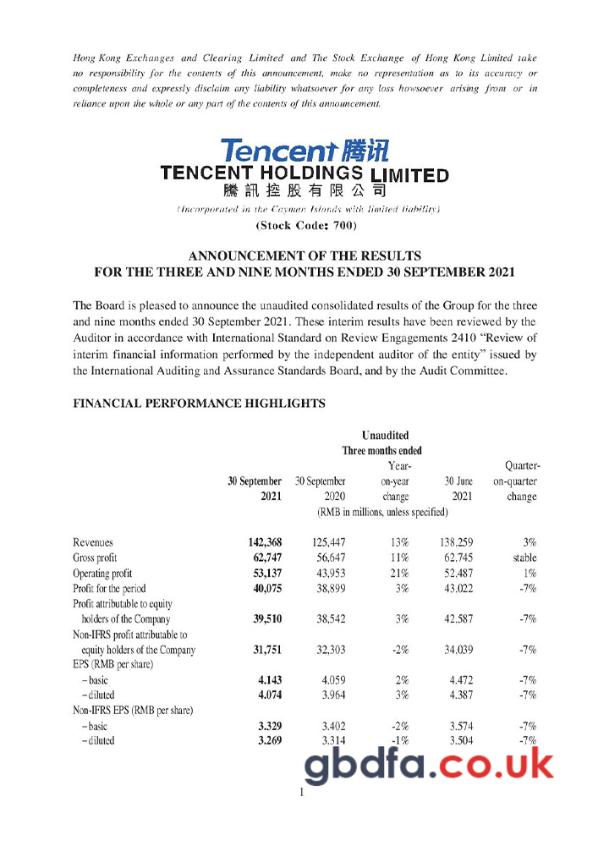 Hong Kong Exchanges and Clearing Limited and The Stock Exchange of Hong Kong Limited take
no responsibility for the contents of this announcement, make no representation as to its accuracy or
completeness and expressly disclaim any liability whatsoever for any loss howsoever arising from or in
reliance upon the whole or any part of the contents of this announcement.
Tencent 腾讯
TENCENT HOLDINGS LIMITED
騰訊控股有限公司
(Incorporated in the Cayman Islands with limited liability)
(Stock Code: 700)
ANNOUNCEMENT OF THE RESULTS
FOR THE THREE AND NINE MONTHS ENDED 30 SEPTEMBER 2021
The Board is pleased to announce the unaudited consolidated results of the Group for the three
and nine months ended 30 September 2021. These interim results have been reviewed by the
Auditor in accordance with International Standard on Review Engagements 2410 “Review of
interim financial information performed by the independent auditor of the entity” issued by
the International Auditing and Assurance Standards Board, and by the Audit Committee.
FINANCIAL PERFORMANCE HIGHLIGHTS
Unaudited
Three months ended
Year- Quarter-
30 September 30 September on-year 30 June on-quarter
2021 2020 change 2021 change
(RMB in millions, unless specified)
Revenues 142,368 125,447 13% 138,259 3%
Gross profit 62,747 56,647 11% 62,745 stable
Operating profit 53,137 43,953 21% 52,487 1%
Profit for the period 40,075 38,899 3% 43,022 -7%
Profit attributable to equity
holders of the Company 39,510 38,542 3% 42,587 -7%
Non-IFRS profit attributable to
equity holders of the Company 31,751 32,303 -2% 34,039 -7%
EPS (RMB per share)
– basic 4.143 4.059 2% 4.472 -7%
– diluted 4.074 3.964 3% 4.387 -7%
Non-IFRS EPS (RMB per share)
– basic 3.329 3.402 -2% 3.574 -7%
– diluted 3.269 3.314 -1% 3.504 -7%
gbdfa.co.uk
1